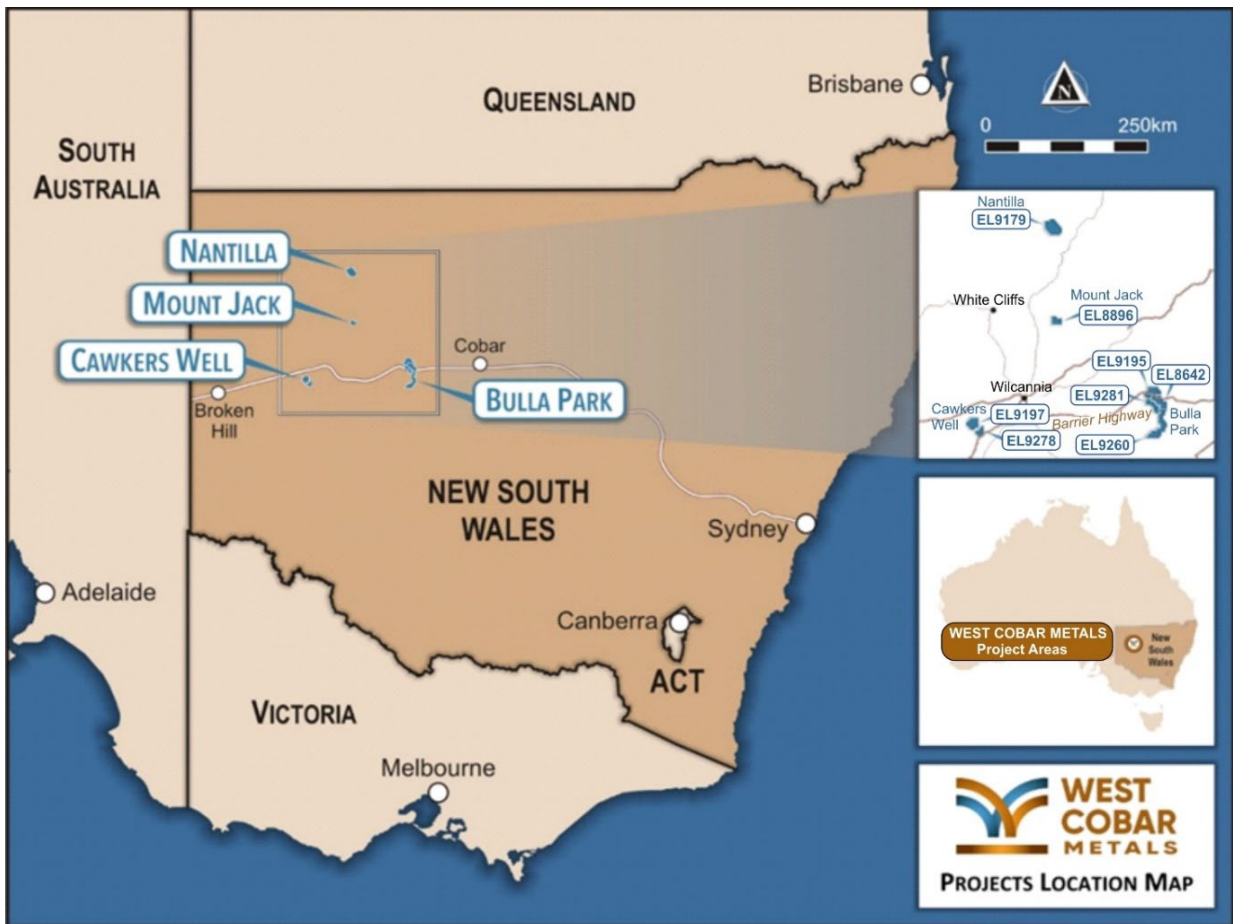 QUEENSLAND
Brisbane
N
0 250km
SOUTH
AUSTRALIA
NANTILLA
MOUNT JACK
CAWKERS WELL
Cobar
BULLA PARK
Broken
Hill
NEW SOUTH
WALES
Sydney
Adelaide
Canberra
ACT
VICTORIA
Melbourne
Nantilla
EL9179
White Cliffs
Mount Jack
EL8896
EL9195
EL8642
Wilcannia
EL9281
Cawkers
Well
EL9197
Barrier Highway
Bulla
Park
EL9278
EL9260
WEST COBAR METALS
Project Areas
New
South
Wales
WEST
COBAR
METALS
PROJECTS LOCATION MAP